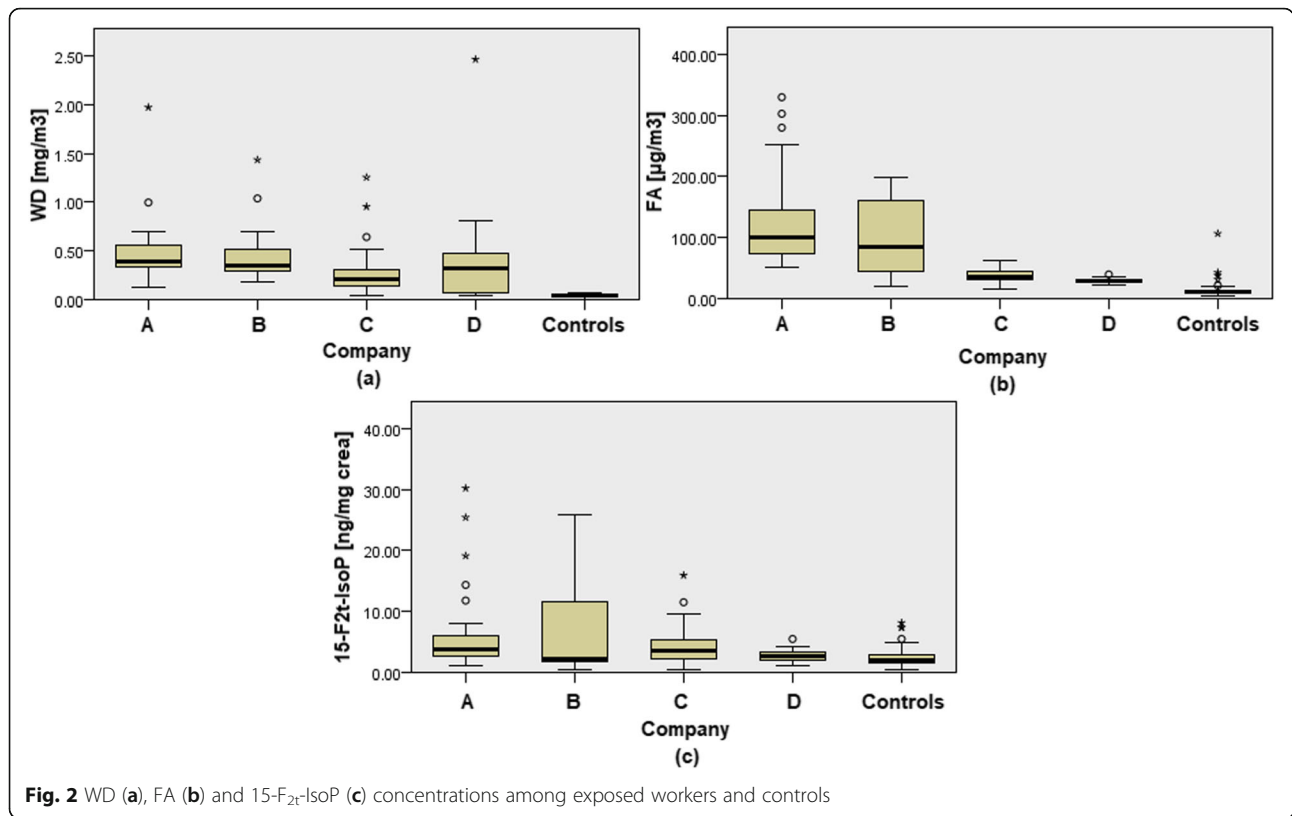 2.50
2.00
1.50
1.00
0.50
0.00
WD [mg/m3]
A B C D Controls
Company
(a)
400.00
300.00
200.00
100.00
0.00
FA [µg/m3]
A B C D Controls
Company
(b)
40.00
30.00
20.00
10.00
0.00
15-F2t-IsoP [ng/mg crea]
A B C D Controls
Company
(c)
Fig. 2 WD (a), FA (b) and 15-F2t-IsoP (c) concentrations among exposed workers and controls